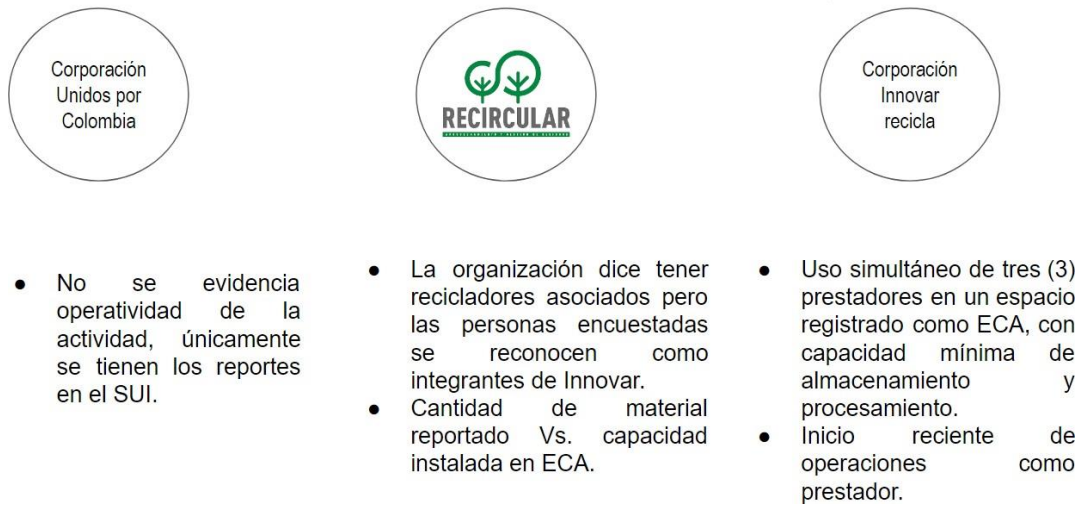 Corporación
Unidos por
Colombia
RECIRCULAR
Corporación
Innovar
recicla
● No se evidencia
operatividad de la
actividad, únicamente
se tienen los reportes
en el SUI.
● La organización dice tener
recicladores asociados pero
las personas encuestadas
se reconocen como
integrantes de Innovar.
● Cantidad de material
reportado Vs. capacidad
instalada en ECA.
● Uso simultáneo de tres (3)
prestadores en un espacio
registrado como ECA, con
capacidad mínima de
almacenamiento y
procesamiento.
● Inicio reciente de
operaciones como
prestador.